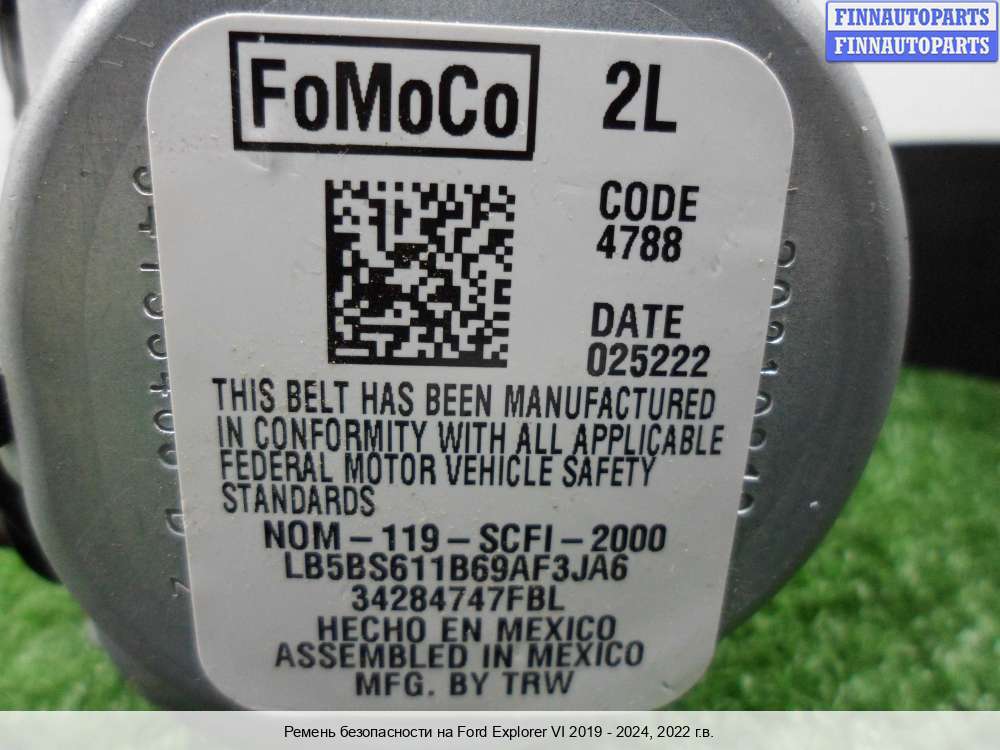 FINNAUTOPARTS
FINNAUTOPARTS
FoMoCo 2L
CODE
4788
DATE
025222
THIS BELT HAS BEEN MANUFACTURED
IN CONFORMITY WITH ALL APPLICABLE
FEDERAL MOTOR VEHICLE SAFETY
STANDARDS
NOM-119-SCFI-2000
LB5BS611B69AF3JA6
34284747FBL
HECHO EN MEXICO
ASSEMBLED IN MEXICO
MFG. BY TRW
Ремень безопасности на Ford Explorer VI 2019 - 2024, 2022 г.в.